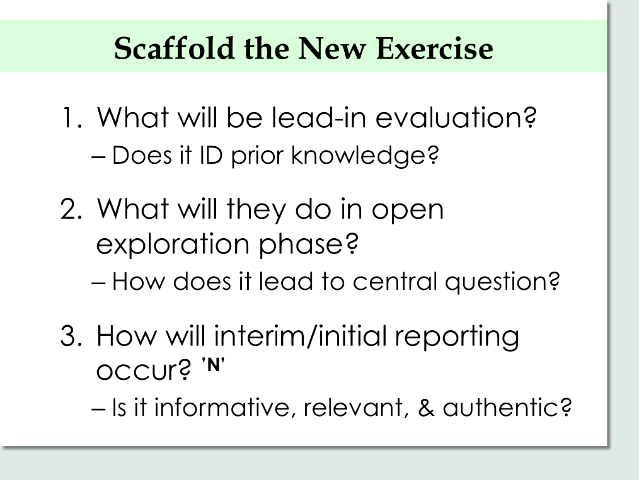 Scaffold the New Exercise
1. What will be lead-in evaluation?
– Does it ID prior knowledge?
2. What will they do in open
exploration phase?
– How does it lead to central question?
3. How will interim/initial reporting
occur? ’N’
– Is it informative, relevant, & authentic?